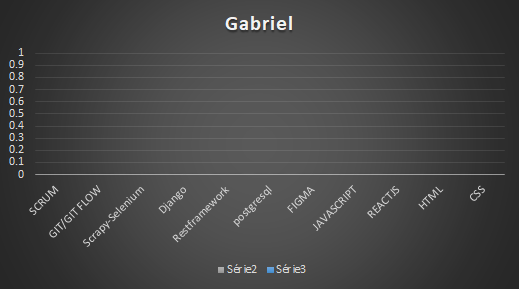 Gabriel
1
0.9
0.8
0.7
0.6
0.5
0.4
0.3
0.2
0.1
0
SCRUM
GIT/GIT FLOW
Scrapy-Selenium
Django
Restframework
postgresql
FIGMA
JAVASCRIPT
REACTJS
HTML
CSS
Série2 Série3